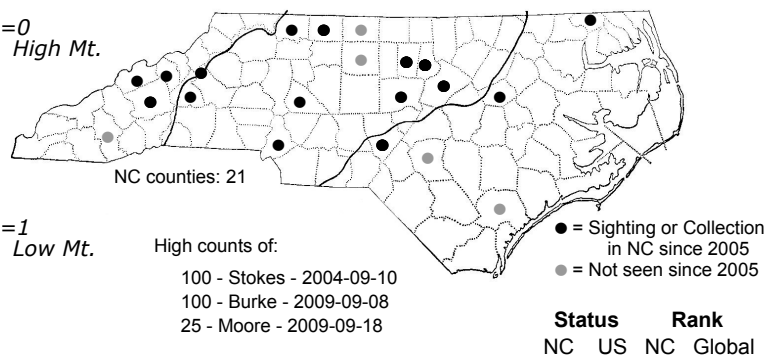 =0
High Mt.
NC counties: 21
=1
Low Mt.
High counts of:
100 - Stokes - 2004-09-10
100 - Burke - 2009-09-08
25 - Moore - 2009-09-18
= Sighting or Collection
in NC since 2005
= Not seen since 2005
Status Rank
NC US NC Global